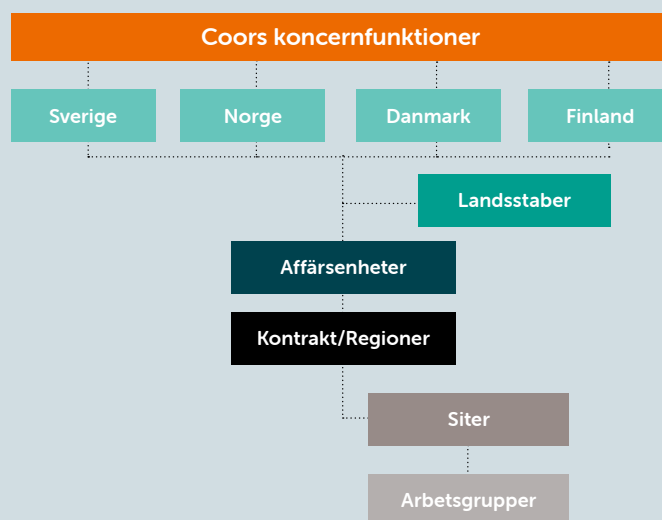 Coors koncernfunktioner
Sverige
Norge
Danmark
Finland
Landsstaber
Affärsenheter
Kontrakt/Regioner
Siter
Arbetsgrupper